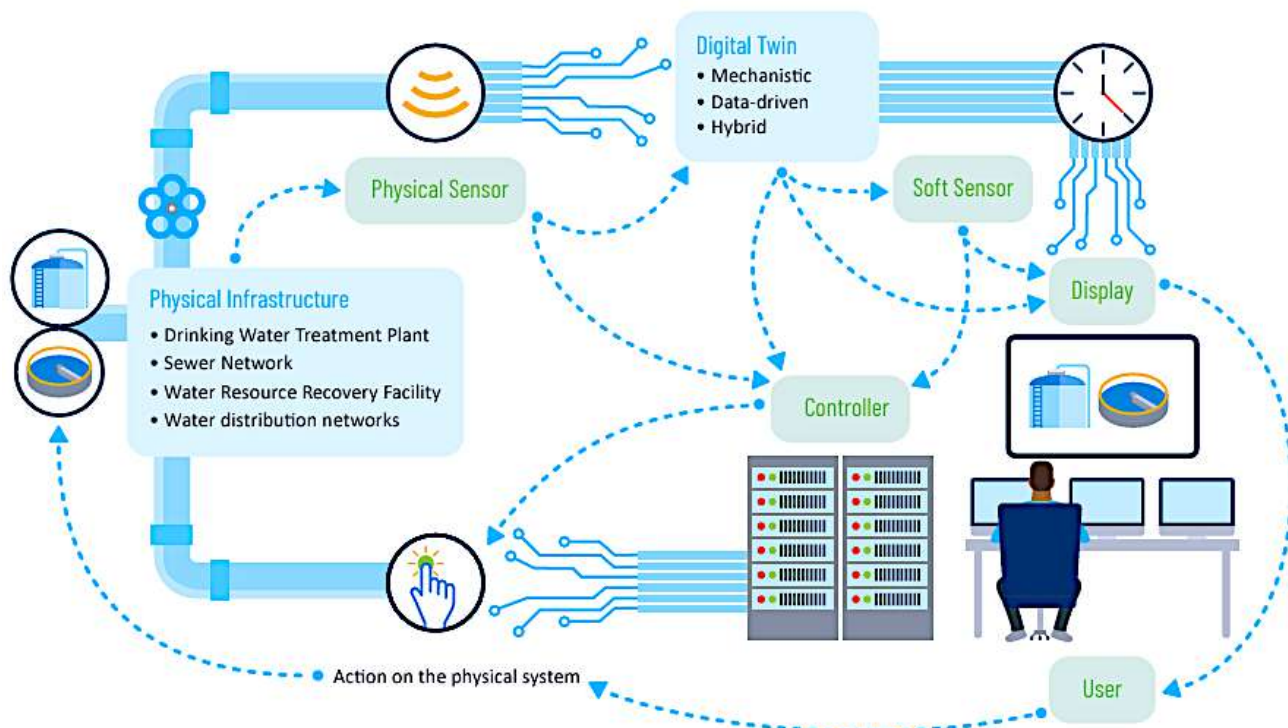 Digital Twin
• Mechanistic
• Data-driven
• Hybrid
Physical Sensor
Soft Sensor
Physical Infrastructure
• Drinking Water Treatment Plant
• Sewer Network
• Water Resource Recovery Facility
• Water distribution networks
Display
Controller
Action on the physical system
User